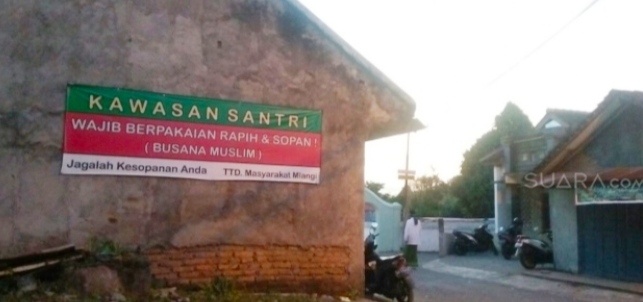 KAWASAN SANTRI
WAJIB BERPAKAIAN RAPIH & SOPAN !
( BUSANA MUSLIM )
Jagalah Kesopanan Anda TTD. Masyarakat Mlangi
SUARA.com